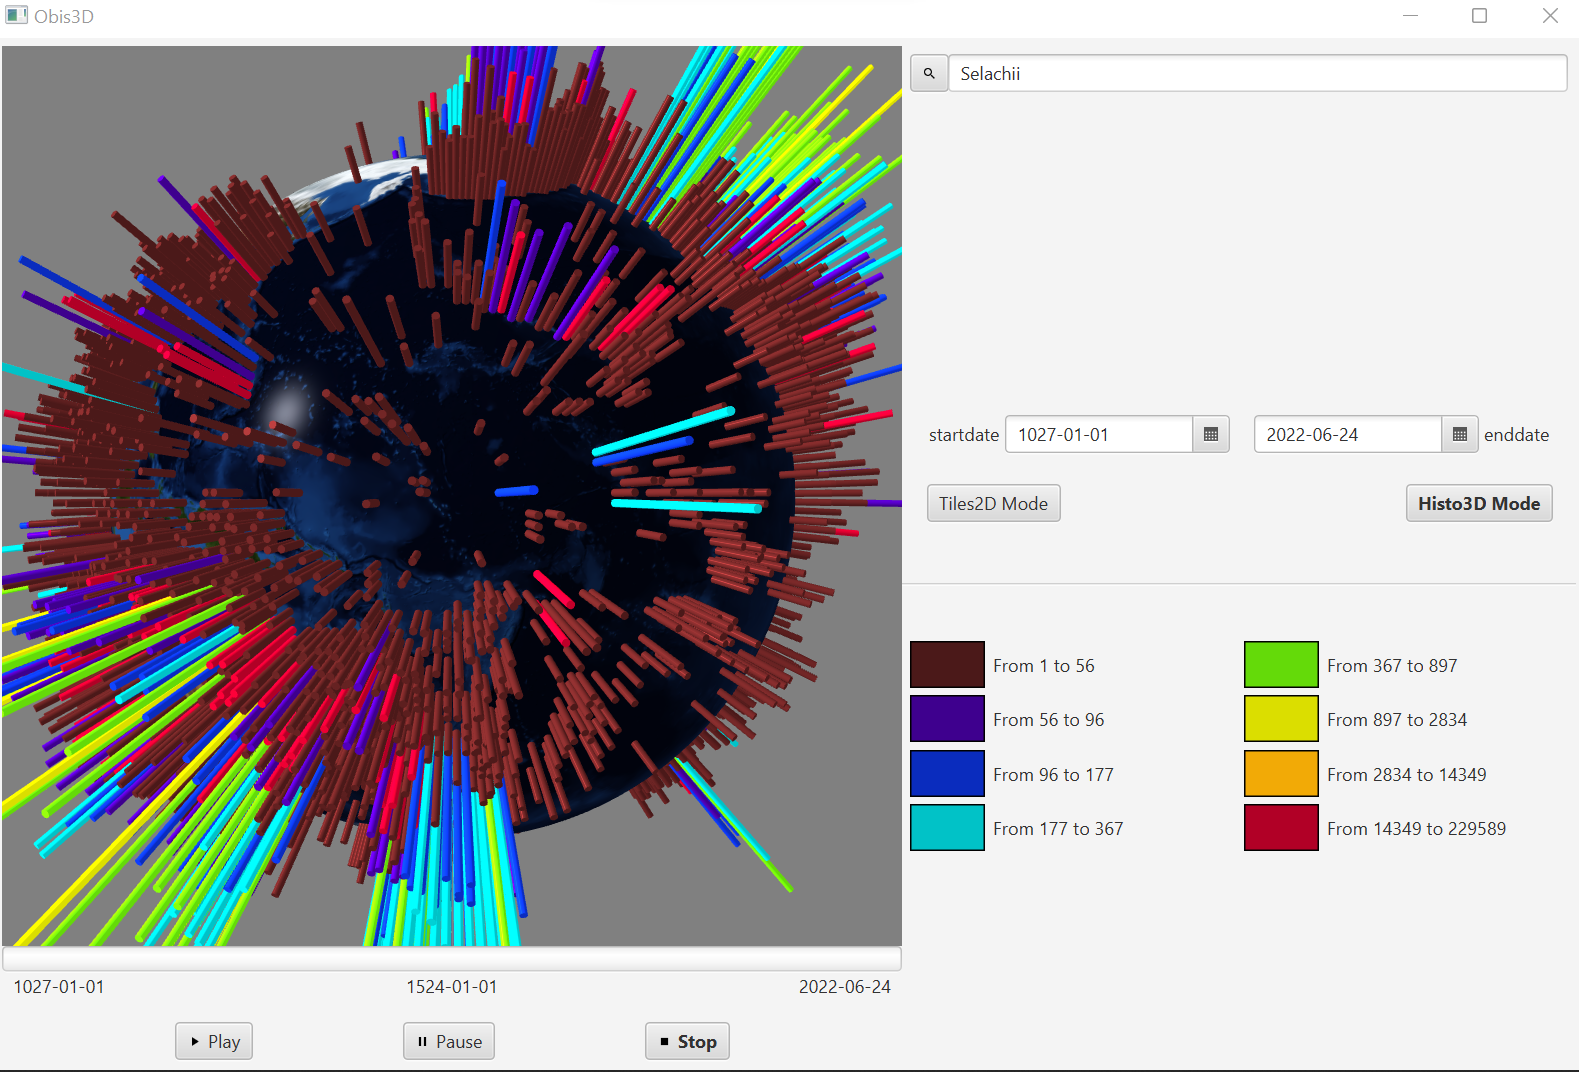 Obis3D
Selachii
startdate 1027-01-01 2022-06-24 enddate
Tiles2D Mode Histo3D Mode
From 1 to 56 From 367 to 897
From 56 to 96 From 897 to 2834
From 96 to 177 From 2834 to 14349
From 177 to 367 From 14349 to 229589
1027-01-01 1524-01-01 2022-06-24
Play Pause Stop